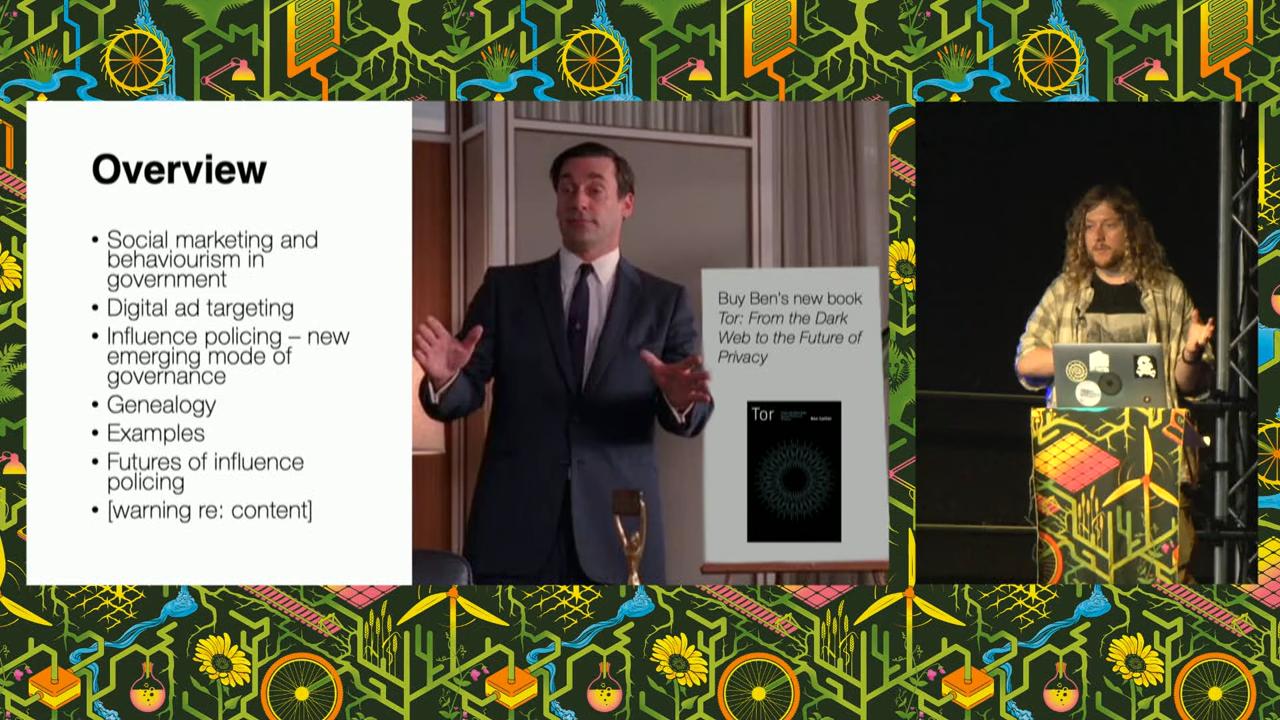 Overview
• Social marketing and
behaviourism in
government
• Digital ad targeting
• Influence policing – new
emerging mode of
governance
• Genealogy
• Examples
• Futures of influence
policing
• [warning re: content]
Buy Ben's new book
Tor: From the Dark
Web to the Future of
Privacy
Tor